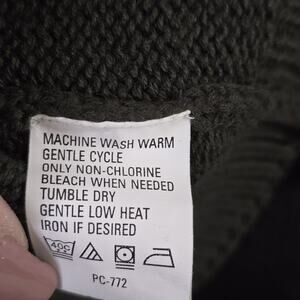 MACHINE WASH WARM
GENTLE CYCLE
ONLY NON-CHLORINE
BLEACH WHEN NEEDED
TUMBLE DRY
GENTLE LOW HEAT
IRON IF DESIRED
40C
PC-772